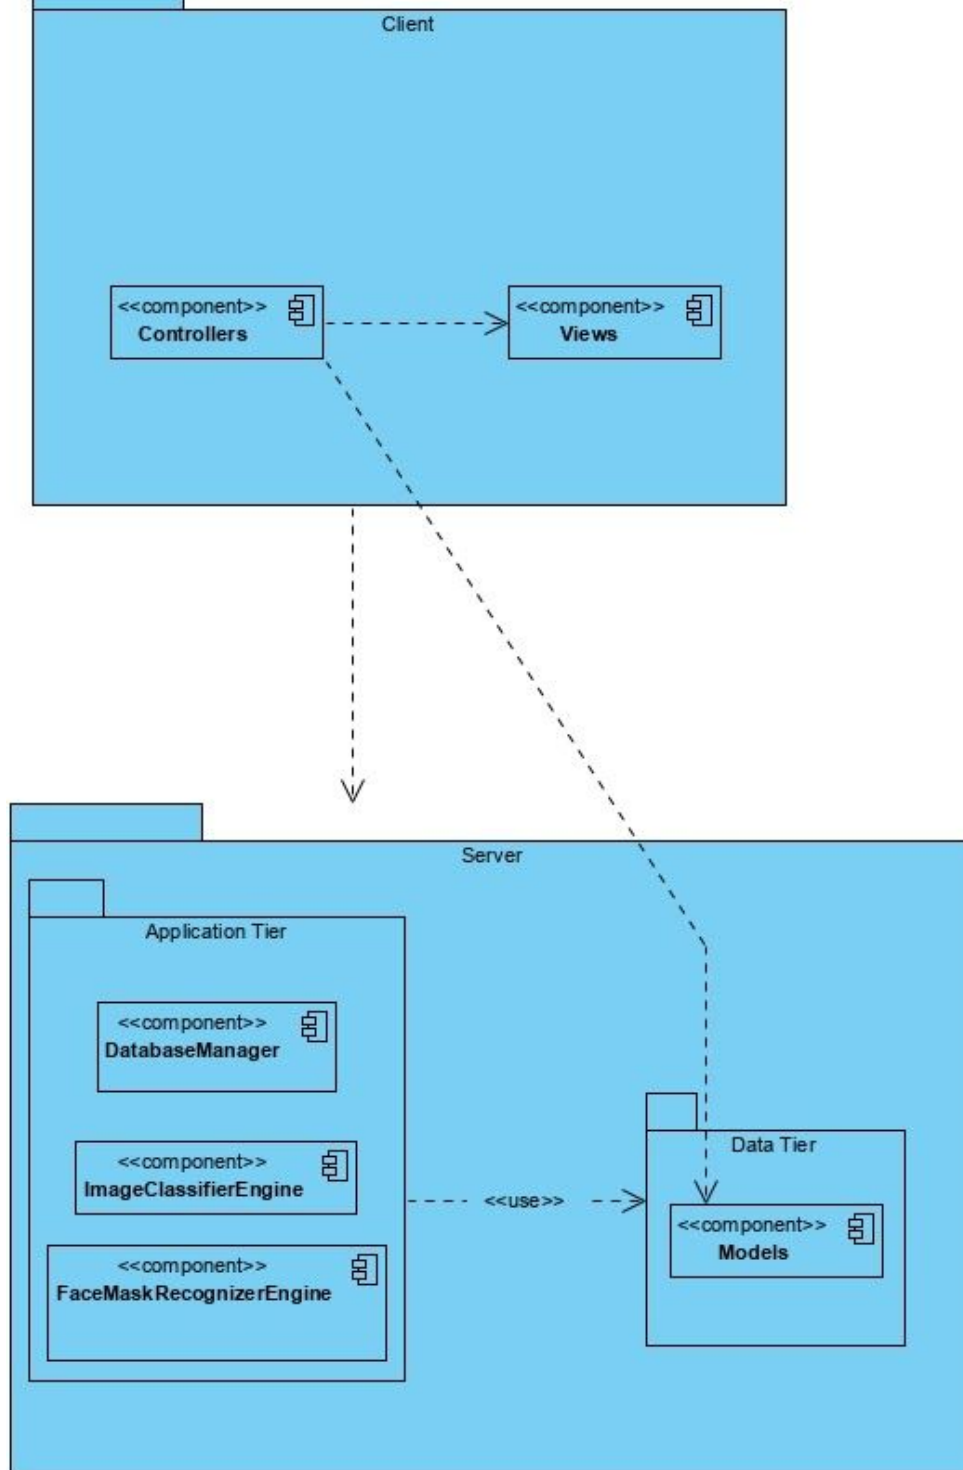 Client
<<component>>
Controllers
<<component>>
Views
Server
Application Tier
<<component>>
DatabaseManager
<<component>>
ImageClassifierEngine
<<component>>
FaceMaskRecognizerEngine
<<use>>
Data Tier
<<component>>
Models